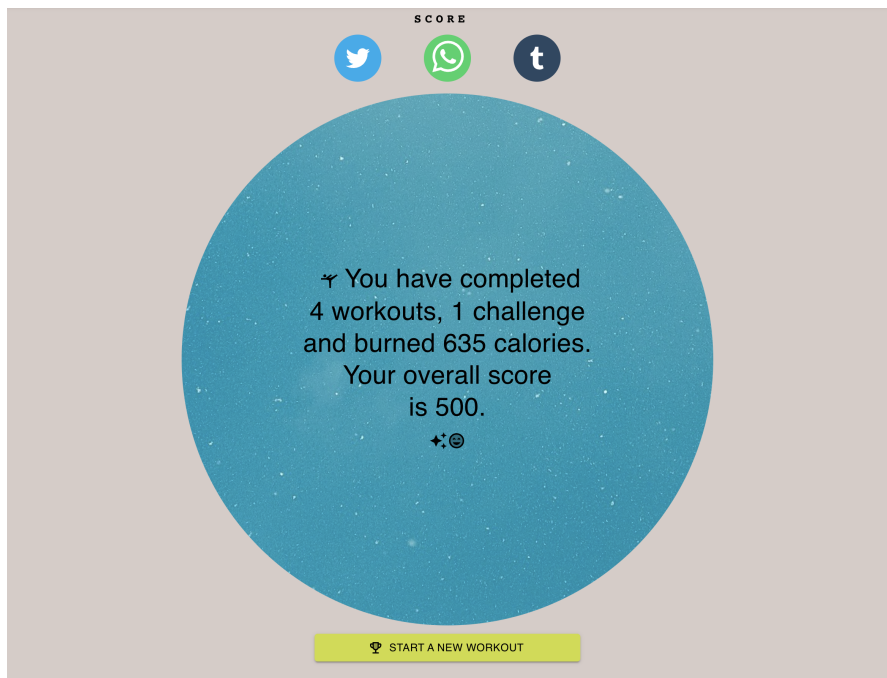 SCORE
You have completed
4 workouts, 1 challenge
and burned 635 calories.
Your overall score
is 500.
START A NEW WORKOUT